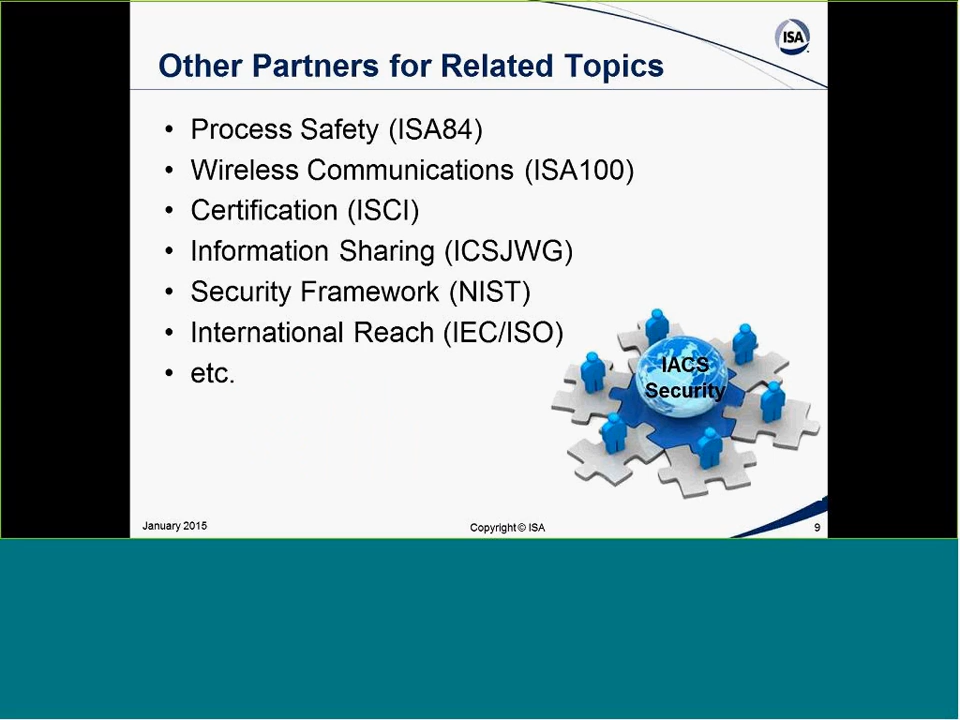 ISA
Other Partners for Related Topics
• Process Safety (ISA84)
• Wireless Communications (ISA100)
• Certification (ISCI)
• Information Sharing (ICSJWG)
• Security Framework (NIST)
• International Reach (IEC/ISO)
• etc.
IACS
Security
January 2015
Copyright © ISA
9